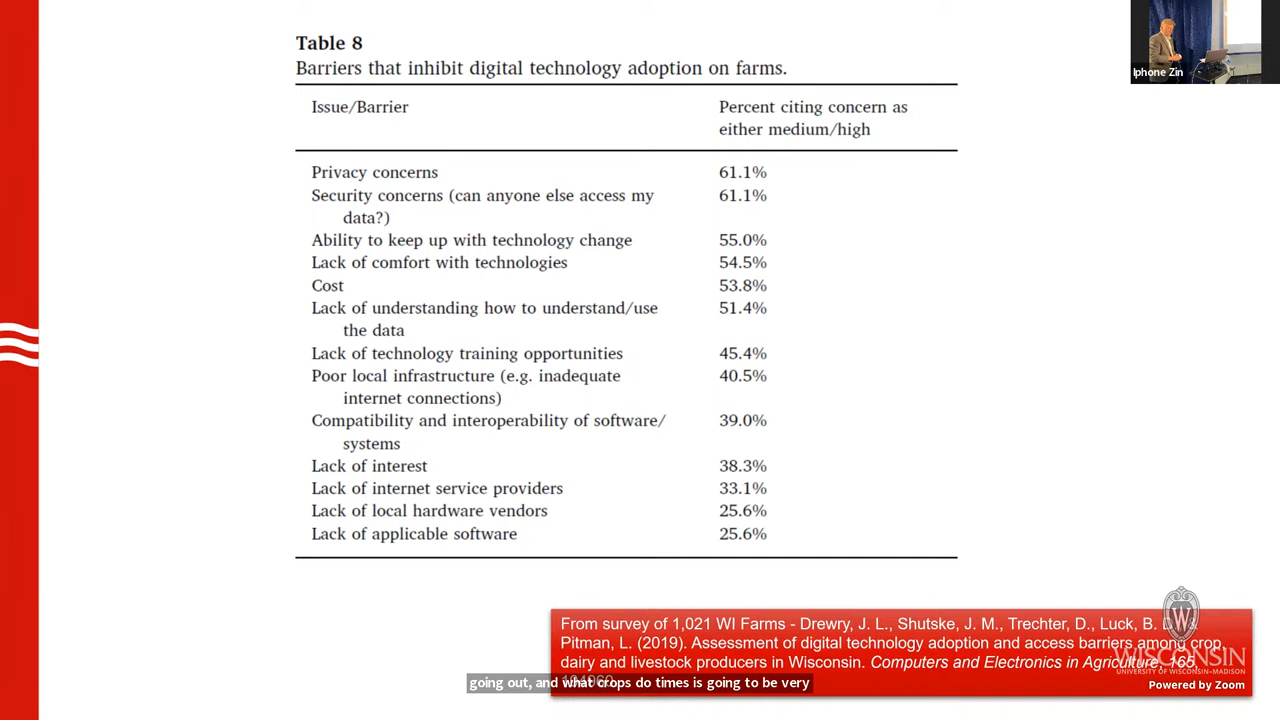 Table 8
Barriers that inhibit digital technology adoption on farms.
Issue/Barrier
Percent citing concern as
either medium/high
Privacy concerns 61.1%
Security concerns (can anyone else access my 61.1%
data?)
Ability to keep up with technology change 55.0%
Lack of comfort with technologies 54.5%
Cost 53.8%
Lack of understanding how to understand/use 51.4%
the data
Lack of technology training opportunities 45.4%
Poor local infrastructure (e.g. inadequate 40.5%
internet connections)
Compatibility and interoperability of software/ 39.0%
systems
Lack of interest 38.3%
Lack of internet service providers 33.1%
Lack of local hardware vendors 25.6%
Lack of applicable software 25.6%
Iphone Zin
From survey of 1,021 WI Farms - Drewry, J. L., Shutske, J. M., Trechter, D., Luck, B. D.,
Pitman, L. (2019). Assessment of digital technology adoption and access barriers among crop,
dairy and livestock producers in Wisconsin. Computers and Electronics in Agriculture, 165
going out, and what crops do times is going to be very
W
WISCONSIN
UNIVERSITY OF WISCONSIN–MADISON
Powered by Zoom